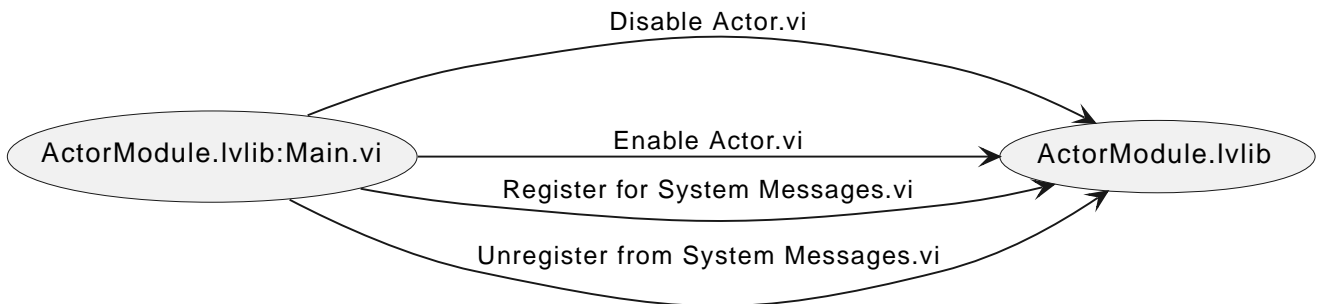 Disable Actor.vi
ActorModule.lvlib:Main.vi
Enable Actor.vi
ActorModule.lvlib
Register for System Messages.vi
Unregister from System Messages.vi